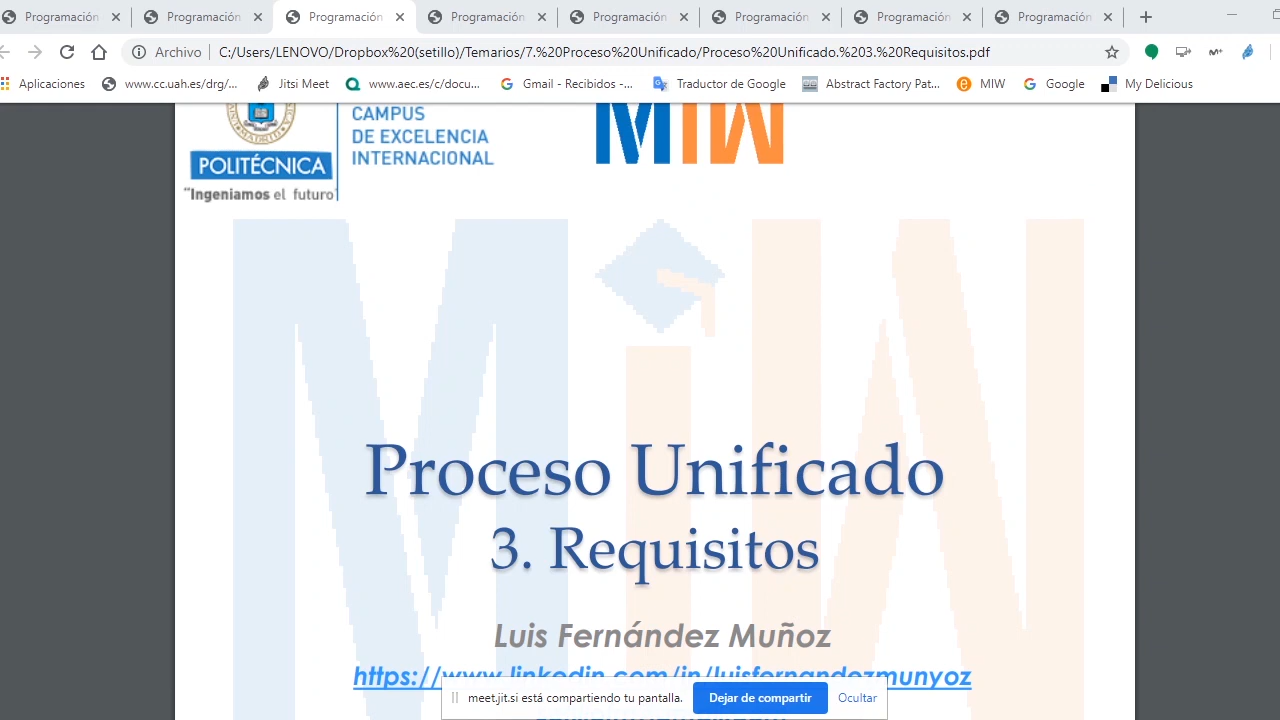 Programación Programación Programación Programación Programación Programación Programación Programación
Archivo | C:/Users/LENOVO/Dropbox%20(setillo)/Temarios/7.%20Proceso%20Unificado/Proceso%20Unificado.%203.%20Requisitos.pdf
Aplicaciones www.cc.uah.es/drg/... Jitsi Meet www.aec.es/c/docu... Gmail - Recibidos -... Traductor de Google Abstract Factory Pat... MIW Google My Delicious
CAMPUS
DE EXCELENCIA
INTERNACIONAL
POLITÉCNICA
"Ingeniamos el futuro"
MIW
MiW
Proceso Unificado
3. Requisitos
Luis Fernández Muñoz
https://www.linkedin.com/in/luisfernandezmunyoz
meet.jit.si está compartiendo tu pantalla. Dejar de compartir Ocultar